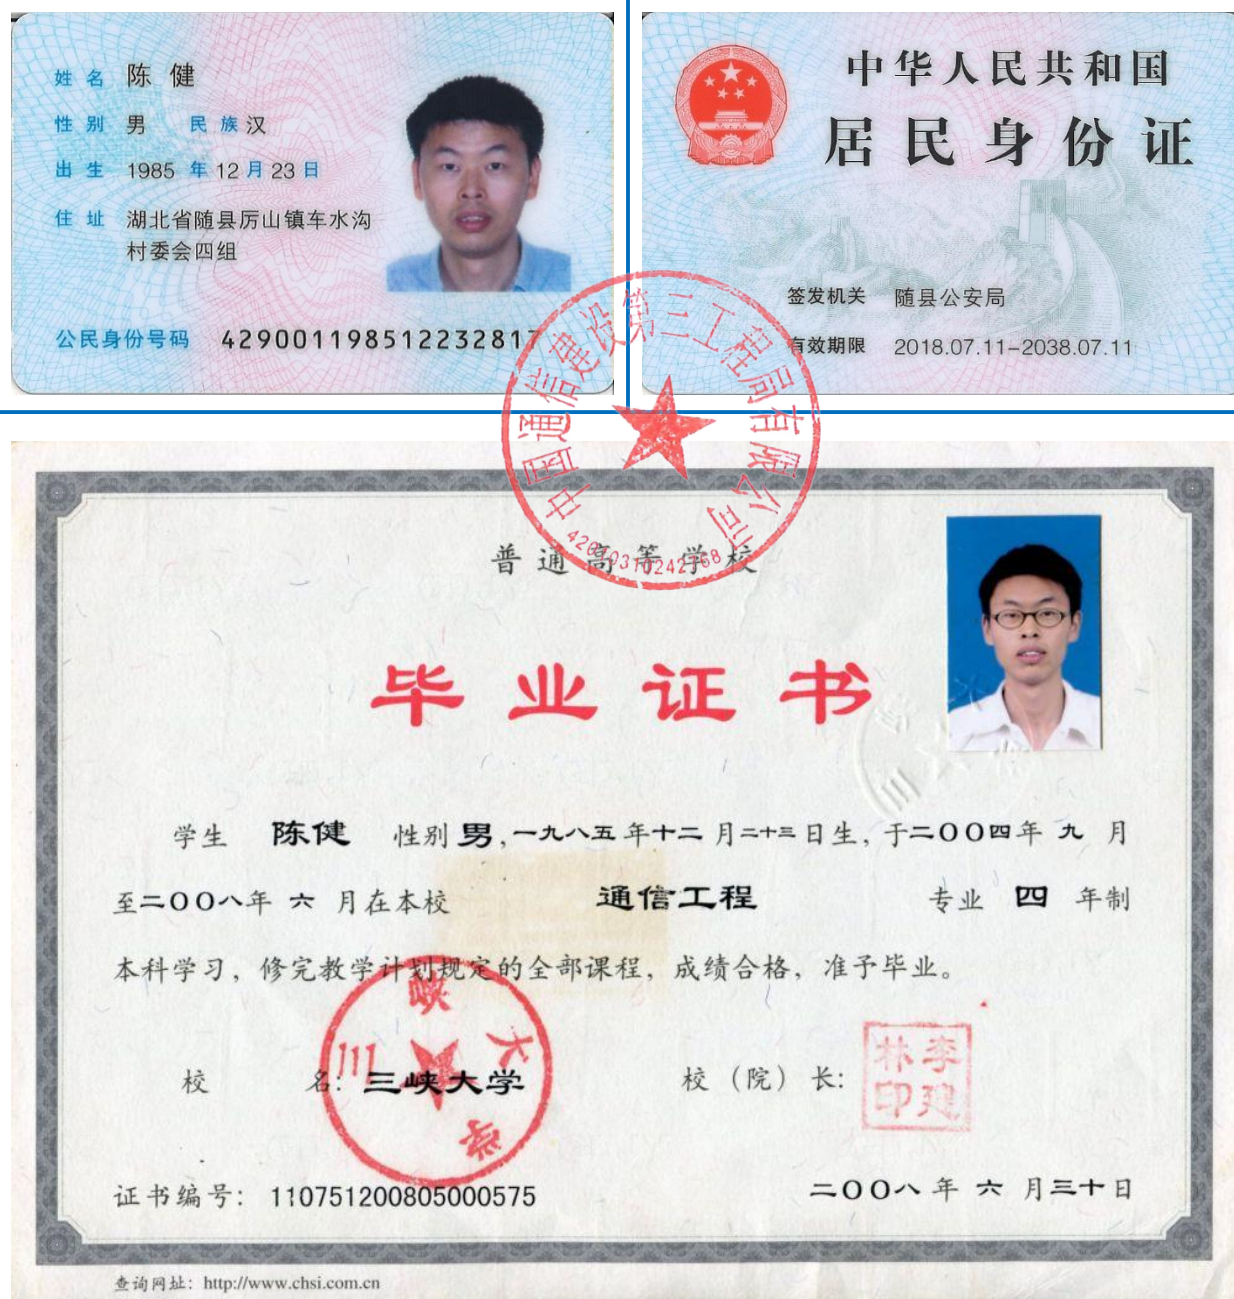 姓名 陈健
性别 男 民族 汉
出生 1985 年 12 月 23 日
住址 湖北省随县厉山镇车水沟
村委会四组
公民身份号码 429001198512232817
中华人民共和国
居民身份证
签发机关 随县公安局
有效期限 2018.07.11-2038.07.11
中国通信建设第三工程局有限公司
普通高等学校
毕业证书
学生 陈健 性别 男，一九八五年十二月二十三日生，于二〇〇四年 九 月
至二〇〇八年 六 月在本校 通信工程 专业 四 年制
本科学习，修完教学计划规定的全部课程，成绩合格，准予毕业。
校 名：三峡大学 校（院）长：
三峡大学
李建林印
证书编号： 110751200805000575 二〇〇八 年 六 月三十日
查询网址：http://www.chsi.com.cn